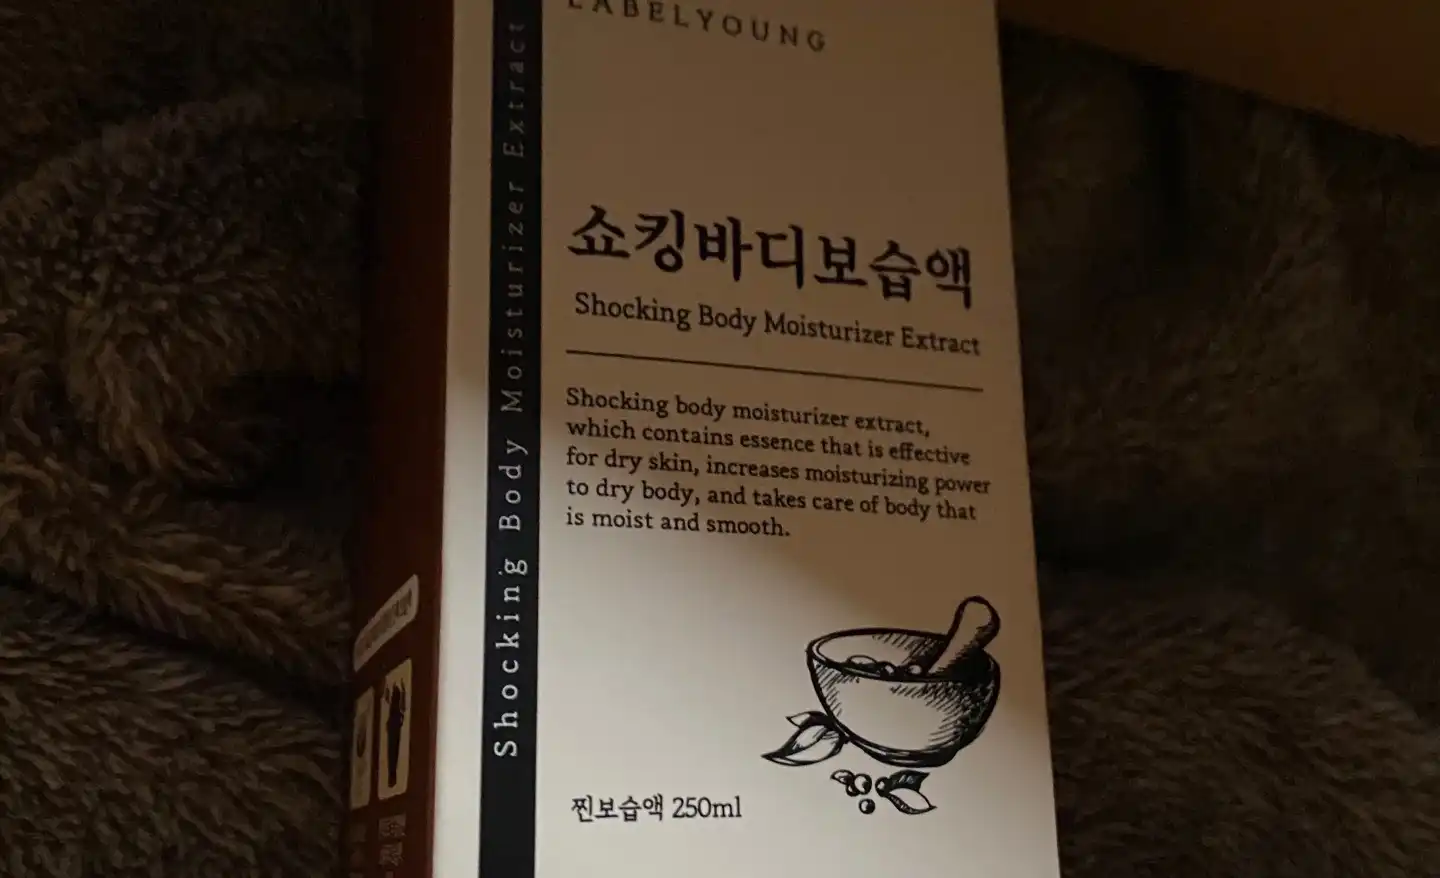 LABELYOUNG
쇼킹바디보습액
Shocking Body Moisturizer Extract
Shocking body moisturizer extract,
which contains essence that is effective
for dry skin, increases moisturizing power
to dry body, and takes care of body that
is moist and smooth.
찐보습액 250ml
Shocking Body Moisturizer Extract